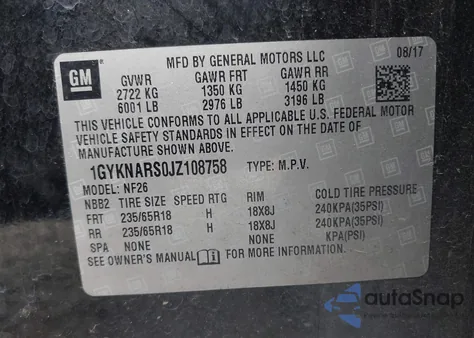 MFD BY GENERAL MOTORS LLC 08/17
GM
GVWR GAWR FRT GAWR RR
2722 KG 1350 KG 1450 KG
6001 LB 2976 LB 3196 LB
THIS VEHICLE CONFORMS TO ALL APPLICABLE U.S. FEDERAL MOTOR
VEHICLE SAFETY STANDARDS IN EFFECT ON THE DATE OF
MANUFACTURE SHOWN ABOVE.
1GYKNARS0JZ108758 TYPE: M.P.V.
MODEL: NF26
NBB2 TIRE SIZE SPEED RTG RIM COLD TIRE PRESSURE
FRT 235/65R18 H 18X8J 240KPA(35PSI)
RR 235/65R18 H 18X8J 240KPA(35PSI)
SPA NONE NONE KPA(PSI)
SEE OWNER'S MANUAL FOR MORE INFORMATION.
autoSnap